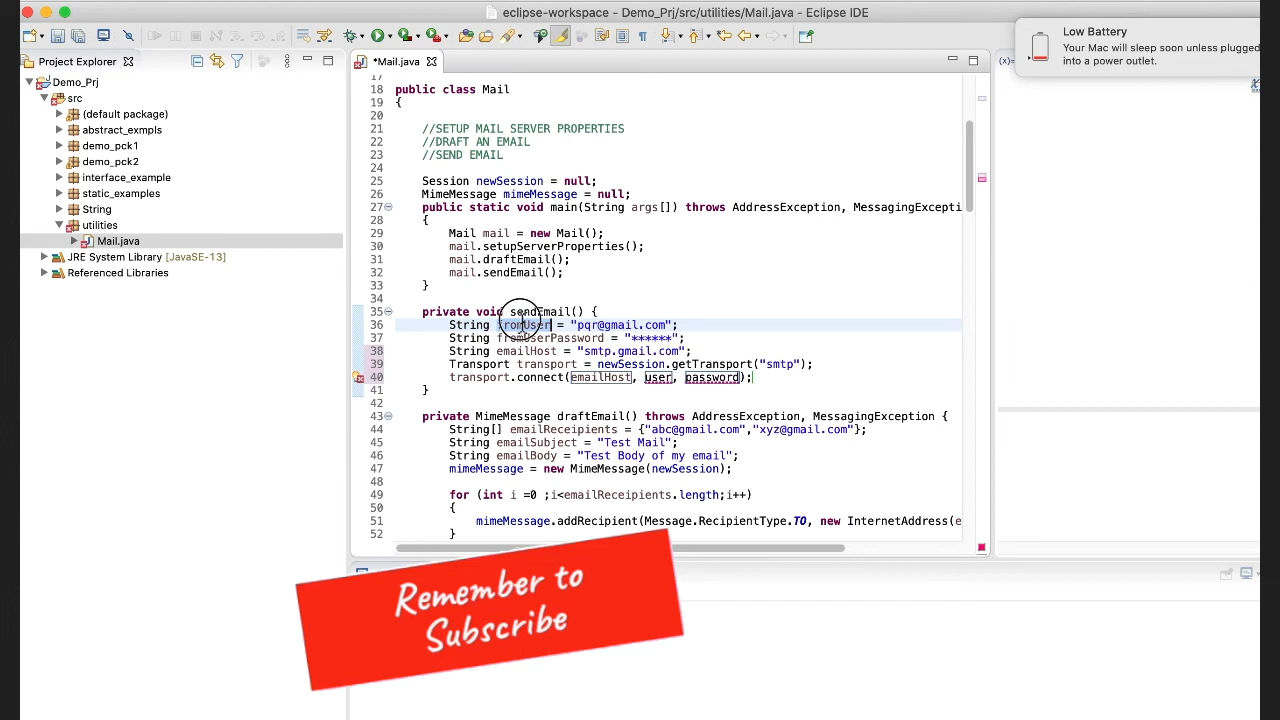 eclipse-workspace - Demo_Prj/src/utilities/Mail.java - Eclipse IDE
Low Battery
Your Mac will sleep soon unless plugged
into a power outlet.
Project Explorer
Demo_Prj
src
(default package)
abstract_exmpls
demo_pck1
demo_pck2
interface_example
static_examples
String
utilities
Mail.java
JRE System Library [JavaSE-13]
Referenced Libraries
*Mail.java
17
18 public class Mail
19 {
20
21 //SETUP MAIL SERVER PROPERTIES
22 //DRAFT AN EMAIL
23 //SEND EMAIL
24
25 Session newSession = null;
26 MimeMessage mimeMessage = null;
27 public static void main(String args[]) throws AddressException, MessagingExcepti
28 {
29 Mail mail = new Mail();
30 mail.setupServerProperties();
31 mail.draftEmail();
32 mail.sendEmail();
33 }
34
35 private void sendEmail() {
36 String fromUser = "pqr@gmail.com";
37 String fromUserPassword = "******";
38 String emailHost = "smtp.gmail.com";
39 Transport transport = newSession.getTransport("smtp");
40 transport.connect(emailHost, user, password);
41 }
42
43 private MimeMessage draftEmail() throws AddressException, MessagingException {
44 String[] emailReceipients = {"abc@gmail.com","xyz@gmail.com"};
45 String emailSubject = "Test Mail";
46 String emailBody = "Test Body of my email";
47 mimeMessage = new MimeMessage(newSession);
48
49 for (int i =0 ;i<emailReceipients.length;i++)
50 {
51 mimeMessage.addRecipient(Message.RecipientType.TO, new InternetAddress(e
52 }
Remember to
Subscribe